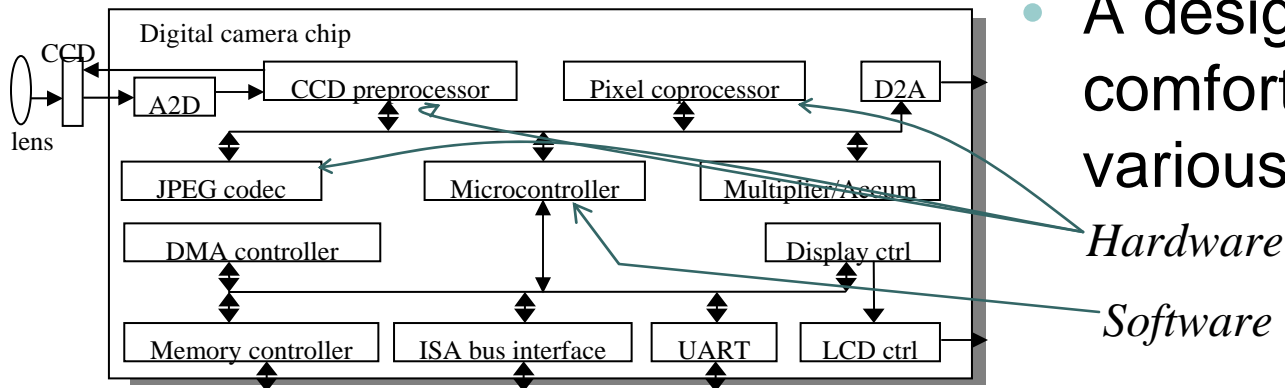 Digital camera chip
CCD
lens
A2D
CCD preprocessor
Pixel coprocessor
D2A
JPEG codec
Microcontroller
Multiplier/Accum
DMA controller
Display ctrl
Memory controller
ISA bus interface
UART
LCD ctrl
• A desig
comfort
various
Hardware
Software